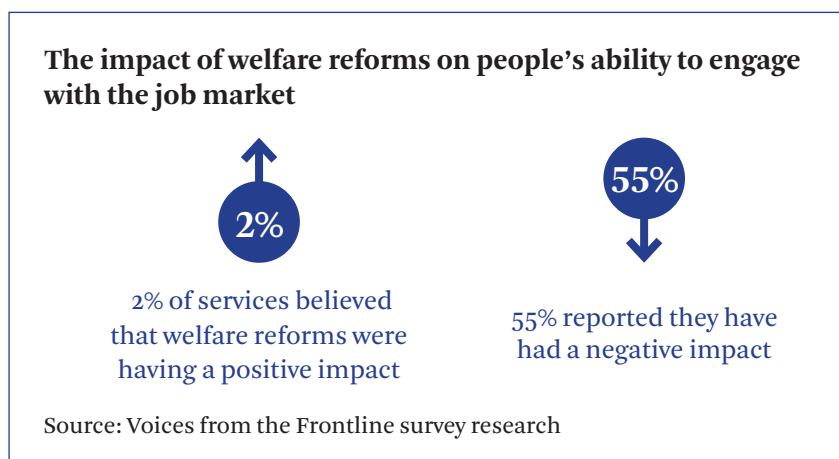 The impact of welfare reforms on people’s ability to engage
with the job market
2%
2% of services believed
that welfare reforms were
having a positive impact
55%
55% reported they have
had a negative impact
Source: Voices from the Frontline survey research